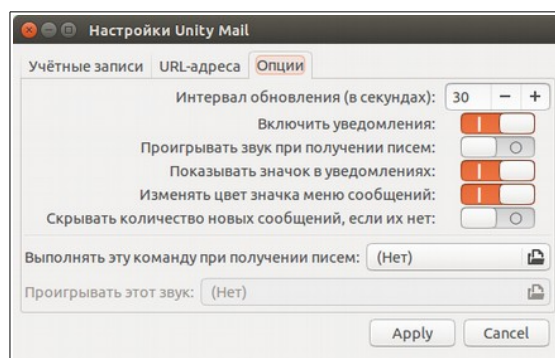 Настройки Unity Mail
Учётные записи URL-адреса Опции
Интервал обновления (в секундах): 30 − +
Включить уведомления:
Проигрывать звук при получении писем:
Показывать значок в уведомлениях:
Изменять цвет значка меню сообщений:
Скрывать количество новых сообщений, если их нет:
Выполнять эту команду при получении писем: (Нет)
Проигрывать этот звук: (Нет)
Apply Cancel